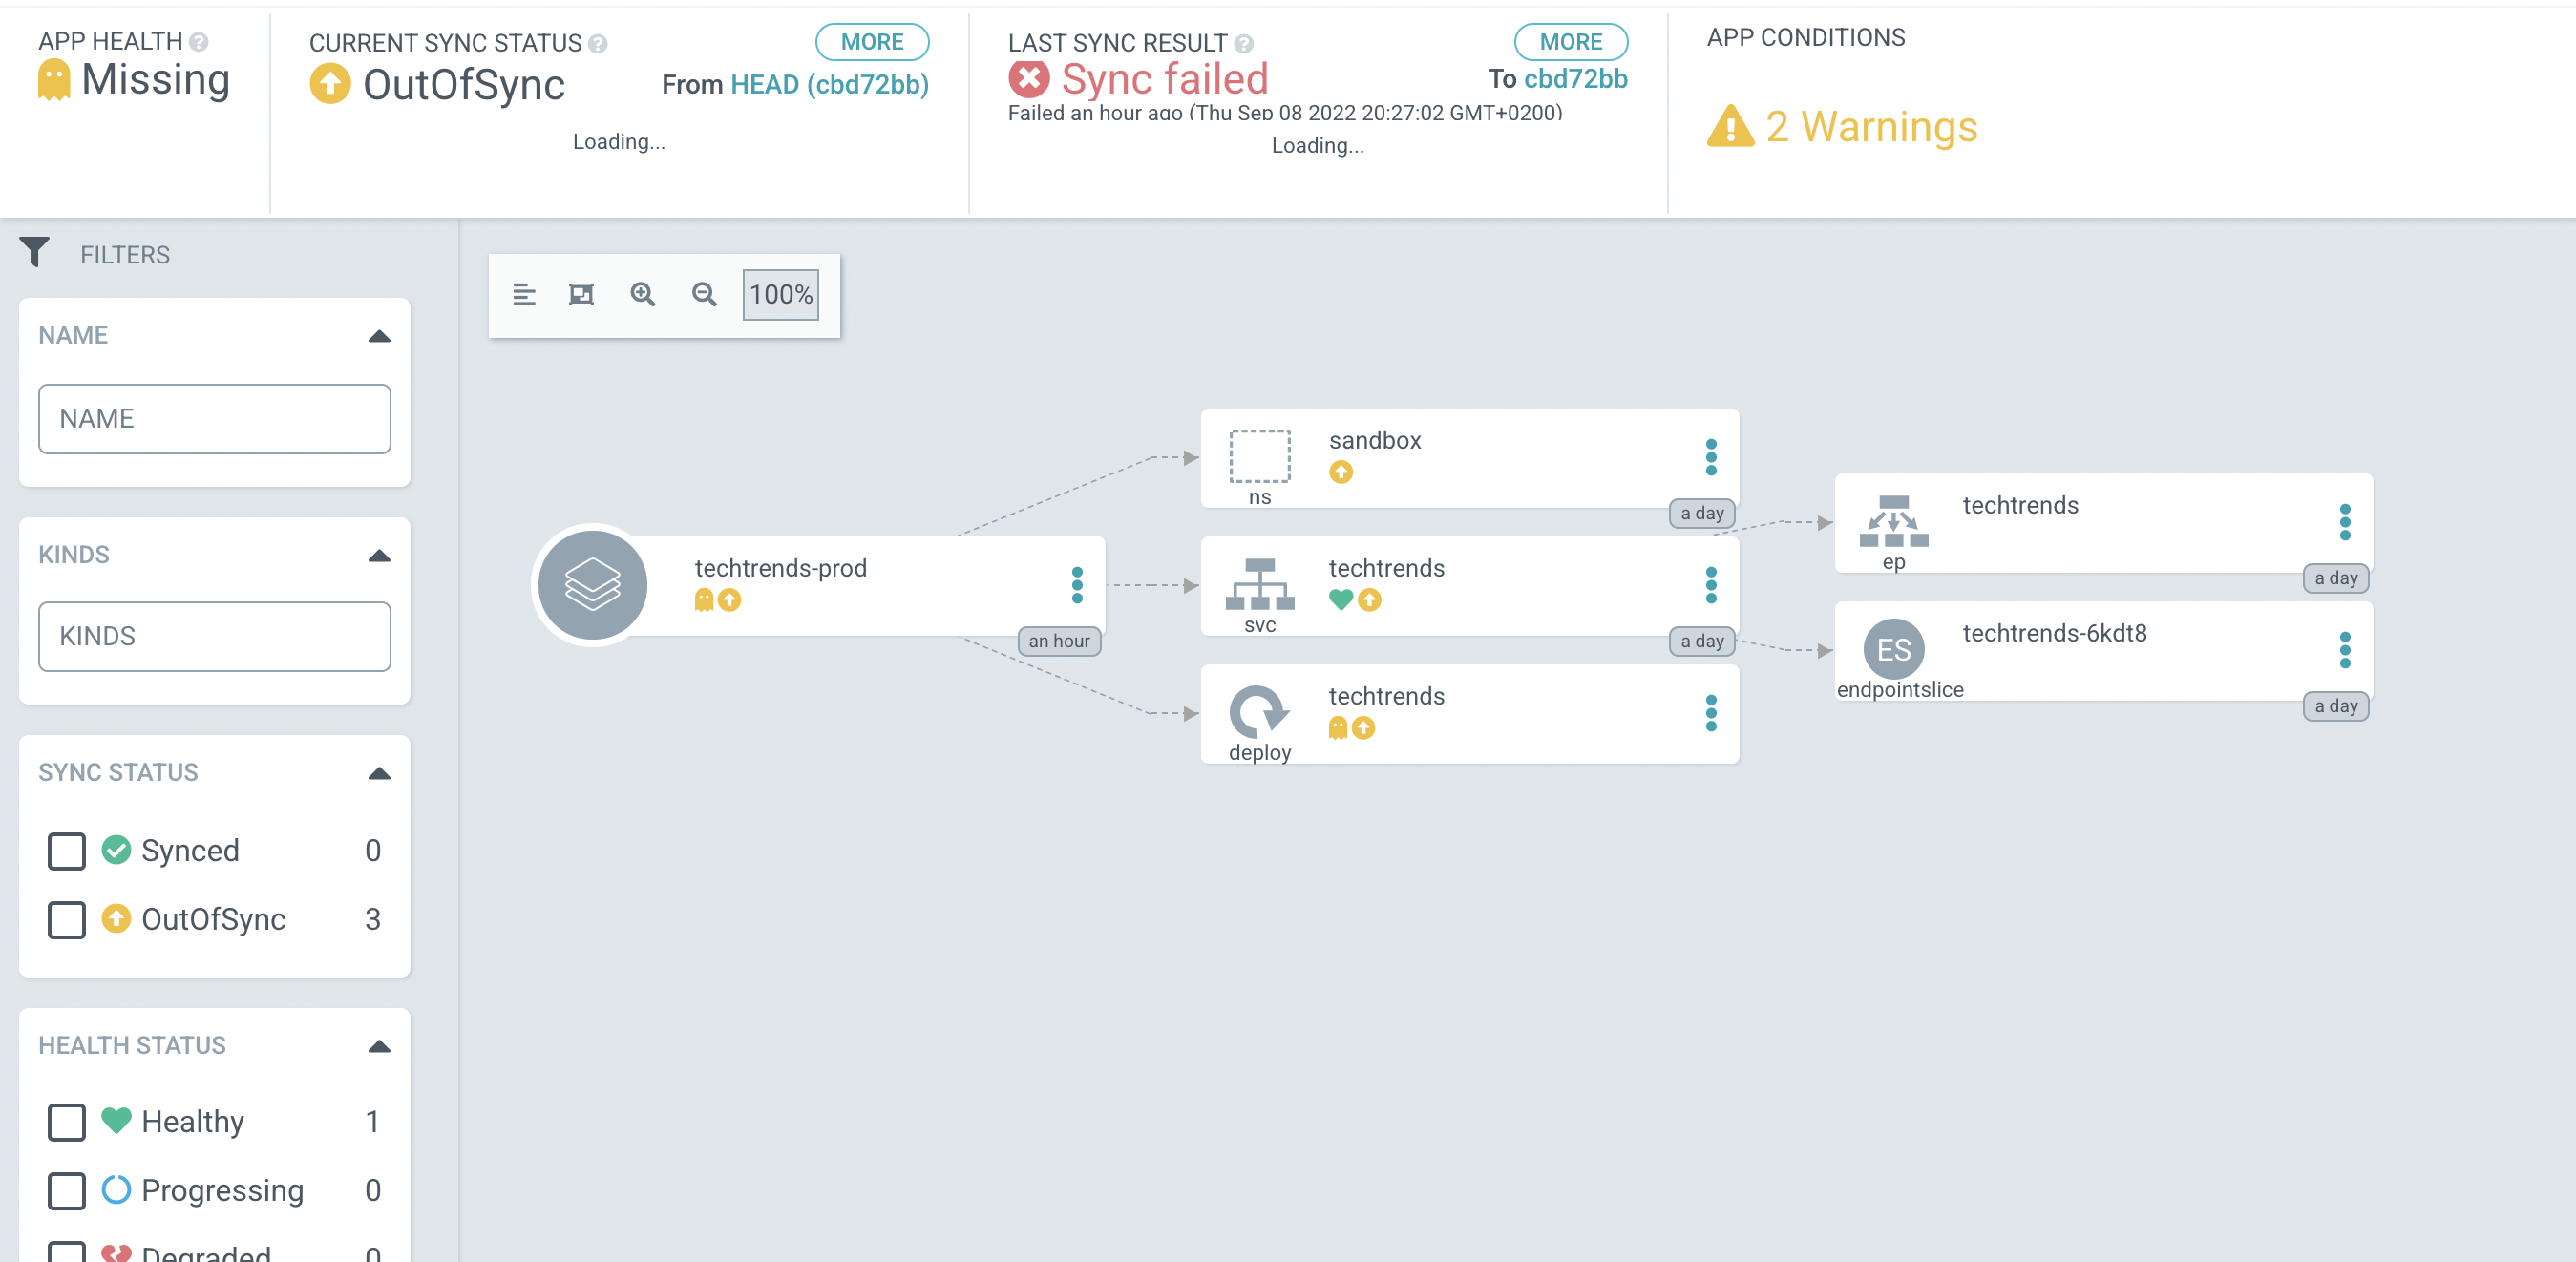 APP HEALTH
Missing
CURRENT SYNC STATUS
MORE
OutOfSync
From HEAD (cbd72bb)
Loading...
LAST SYNC RESULT
MORE
Sync failed
To cbd72bb
Failed an hour ago (Thu Sep 08 2022 20:27:02 GMT+0200)
Loading...
APP CONDITIONS
2 Warnings
FILTERS
NAME
NAME
KINDS
KINDS
SYNC STATUS
Synced 0
OutOfSync 3
HEALTH STATUS
Healthy 1
Progressing 0
Degraded 0
100%
techtrends-prod
an hour
sandbox
ns
a day
techtrends
svc
a day
techtrends
deploy
techtrends
ep
a day
ES
techtrends-6kdt8
endpointslice
a day